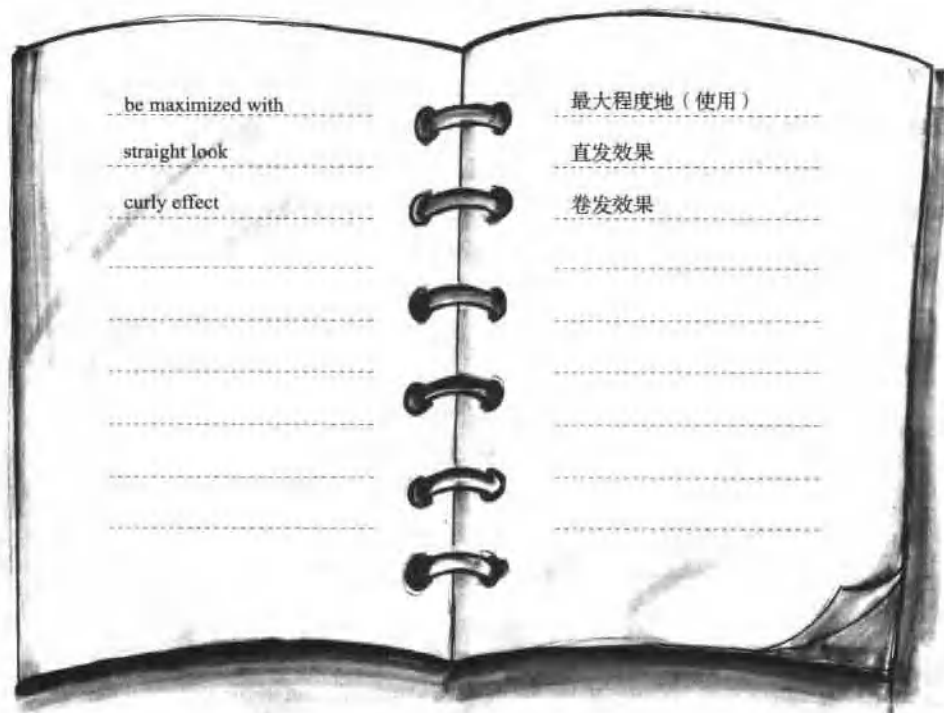 be maximized with
straight look
curly effect
最大程度地（使用）
直发效果
卷发效果